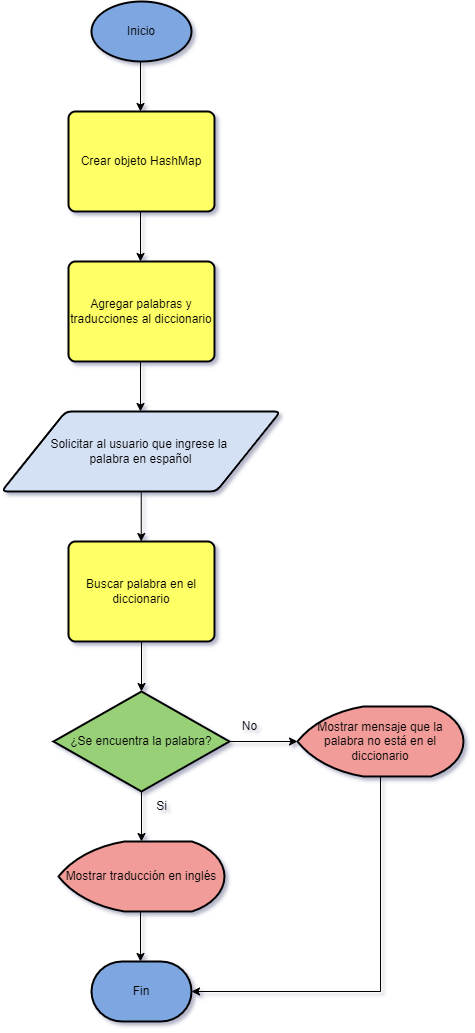 Inicio
Crear objeto HashMap
Agregar palabras y
traducciones al diccionario
Solicitar al usuario que ingrese la
palabra en español
Buscar palabra en el
diccionario
¿Se encuentra la palabra?
No
Mostrar mensaje que la
palabra no está en el
diccionario
Si
Mostrar traducción en inglés
Fin